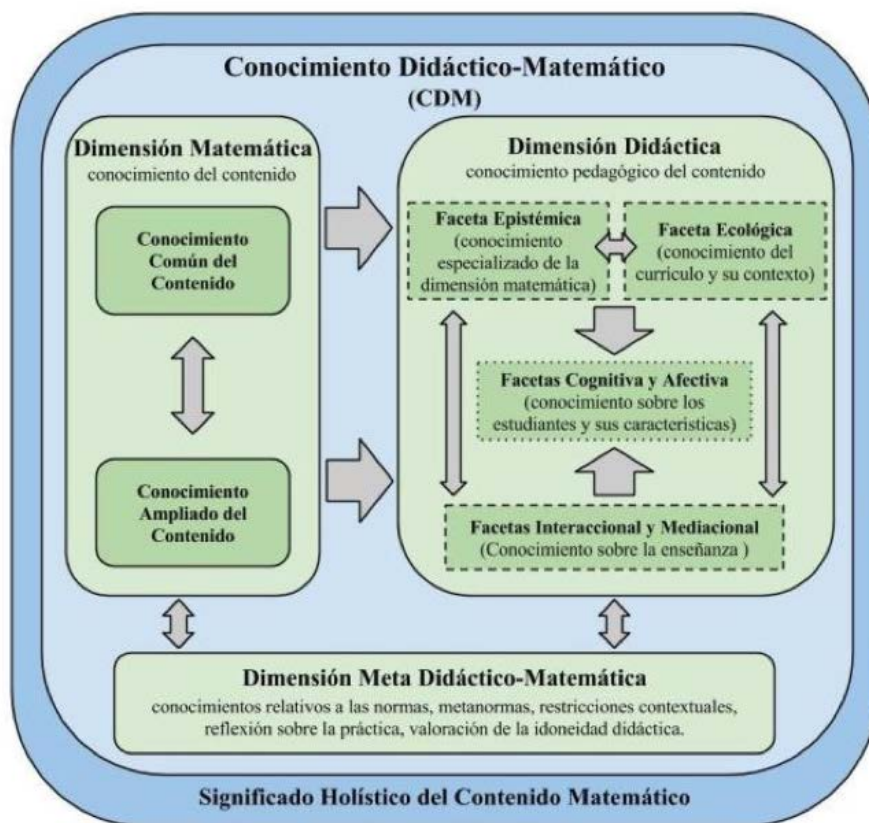 Conocimiento Didáctico-Matemático
(CDM)
Dimensión Matemática
conocimiento del contenido
Conocimiento
Común del
Contenido
Conocimiento
Ampliado del
Contenido
Dimensión Didáctica
conocimiento pedagógico del contenido
Faceta Epistémica
(conocimiento
especializado de la
dimensión matemática)
Faceta Ecológica
(conocimiento del
currículo y su contexto)
Facetas Cognitiva y Afectiva
(conocimiento sobre los
estudiantes y sus características)
Facetas Interaccional y Mediacional
(Conocimiento sobre la enseñanza )
Dimensión Meta Didáctico-Matemática
conocimientos relativos a las normas, metanormas, restricciones contextuales,
reflexión sobre la práctica, valoración de la idoneidad didáctica.
Significado Holístico del Contenido Matemático